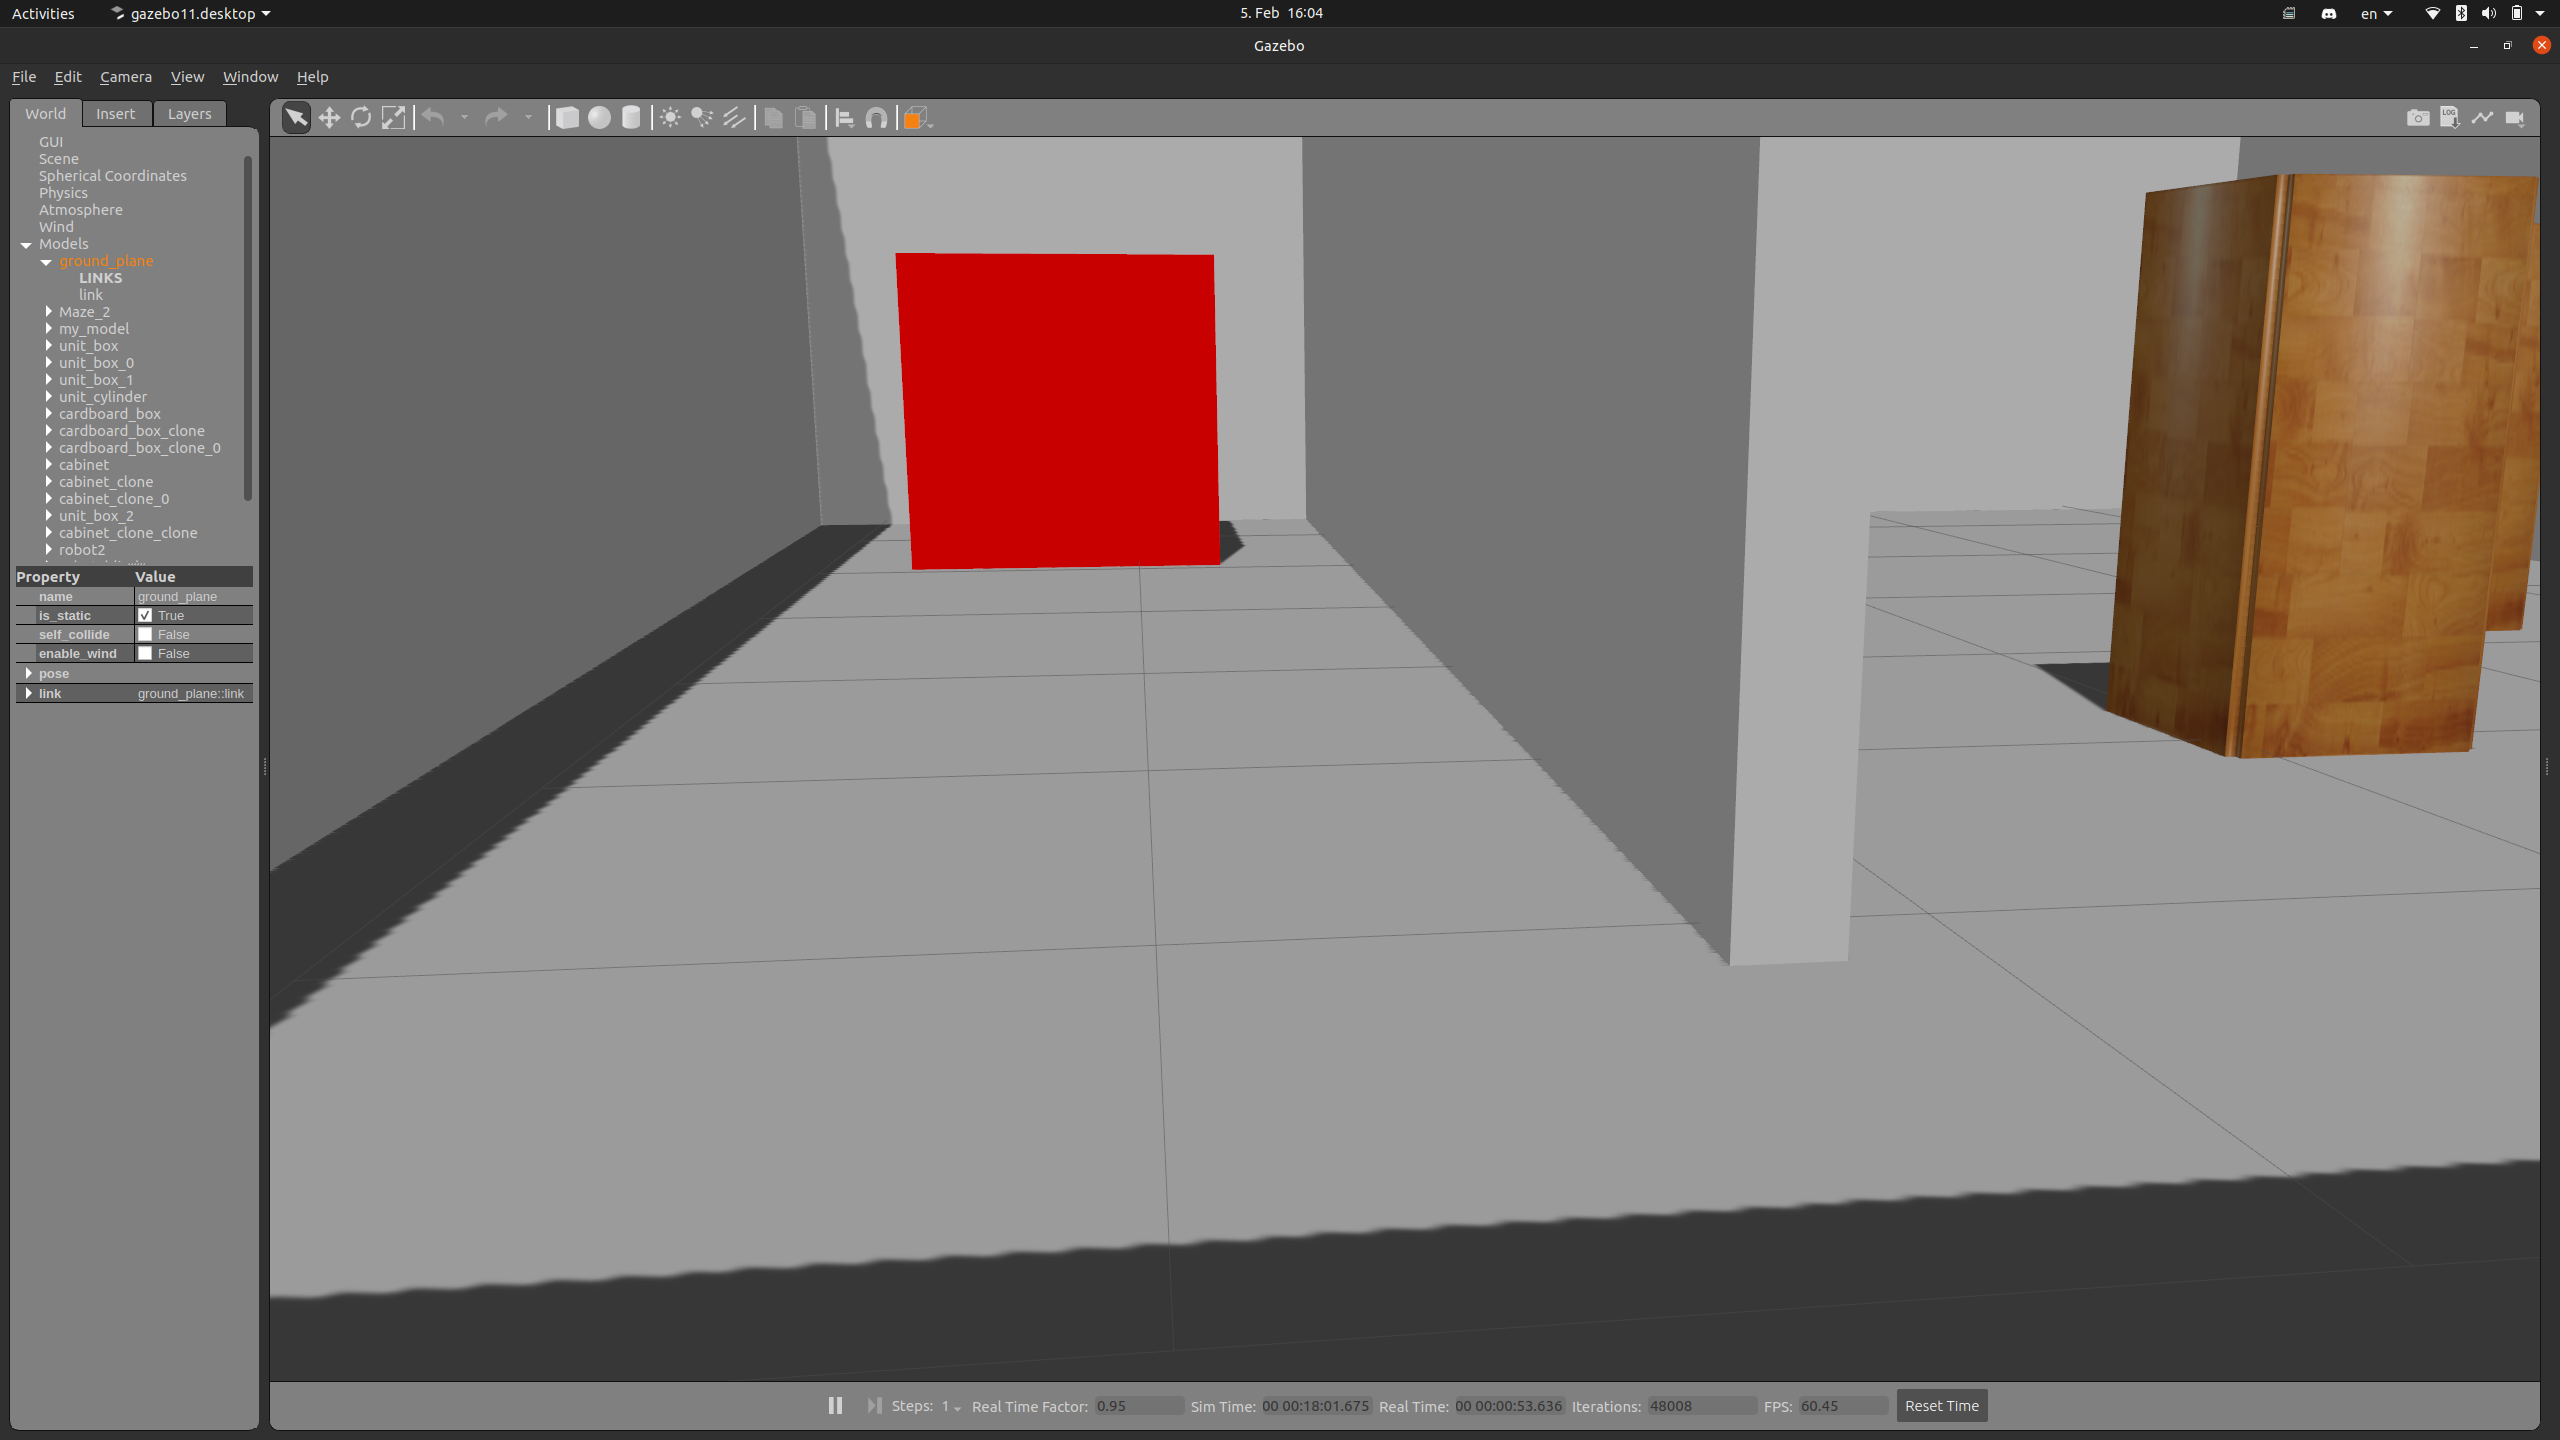 Activities
gazebo11.desktop
5. Feb 16:04
en
Gazebo
File Edit Camera View Window Help
World Insert Layers
LOG
GUI
Scene
Spherical Coordinates
Physics
Atmosphere
Wind
Models
ground_plane
LINKS
link
Maze_2
my_model
unit_box
unit_box_0
unit_box_1
unit_cylinder
cardboard_box
cardboard_box_clone
cardboard_box_clone_0
cabinet
cabinet_clone
cabinet_clone_0
unit_box_2
cabinet_clone_clone
robot2
Property Value
name ground_plane
is_static True
self_collide False
enable_wind False
pose
link ground_plane::link
Steps: 1 Real Time Factor: 0.95 Sim Time: 00 00:18:01.675 Real Time: 00 00:00:53.636 Iterations: 48008 FPS: 60.45 Reset Time